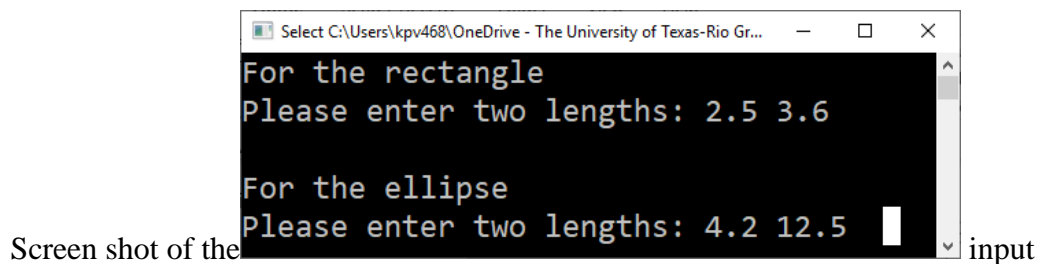 Select C:\Users\kpv468\OneDrive - The University of Texas-Rio Gr...
For the rectangle
Please enter two lengths: 2.5 3.6
For the ellipse
Please enter two lengths: 4.2 12.5
Screen shot of the input